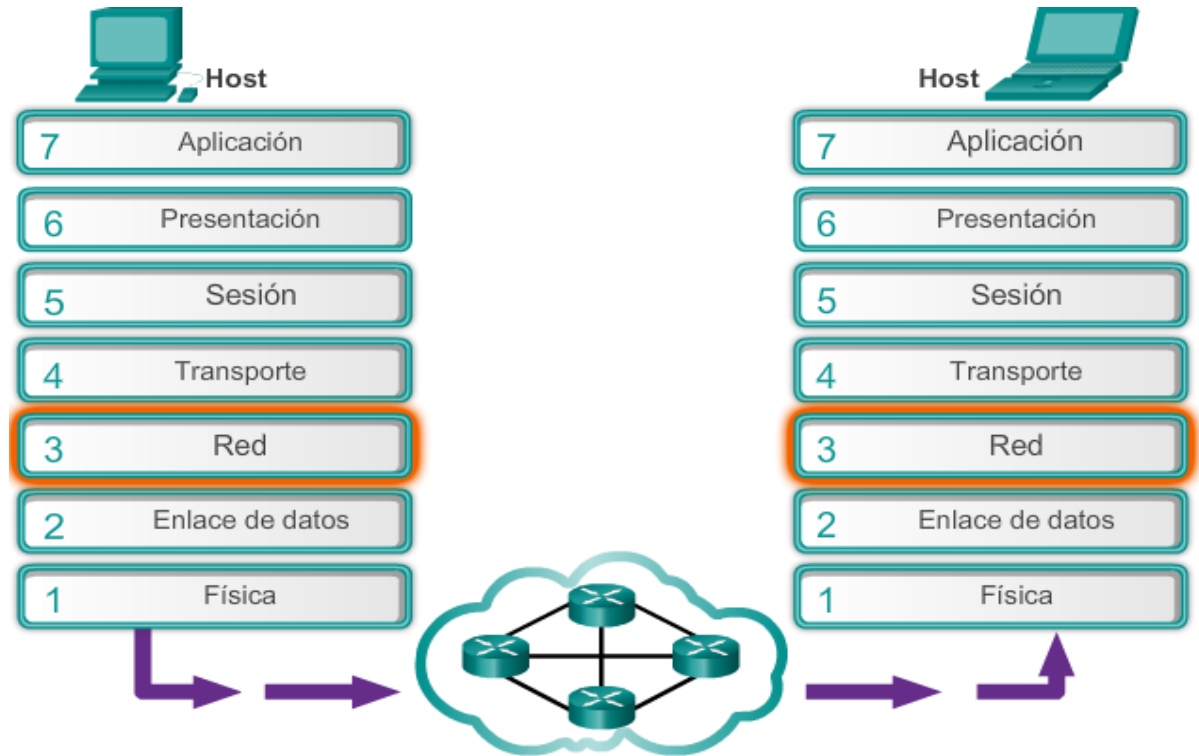 Host
7 Aplicación
6 Presentación
5 Sesión
4 Transporte
3 Red
2 Enlace de datos
1 Física
Host
7 Aplicación
6 Presentación
5 Sesión
4 Transporte
3 Red
2 Enlace de datos
1 Física